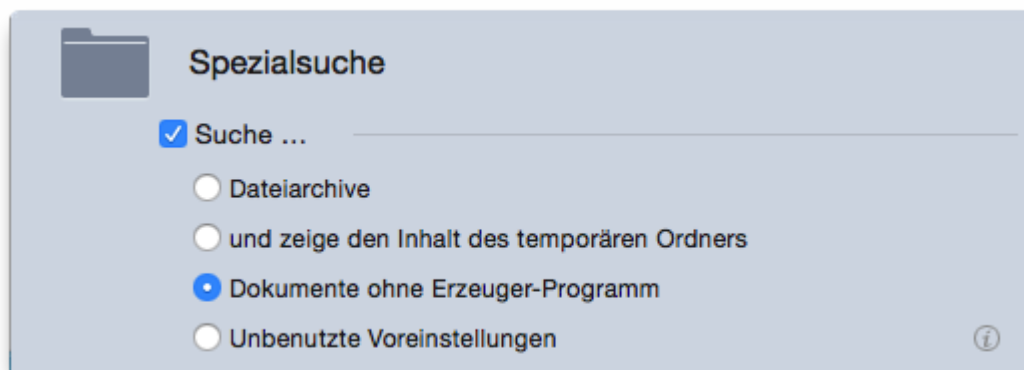 Spezialsuche
Suche ...
Dateiarchive
und zeige den Inhalt des temporären Ordners
Dokumente ohne Erzeuger-Programm
Unbenutzte Voreinstellungen
i